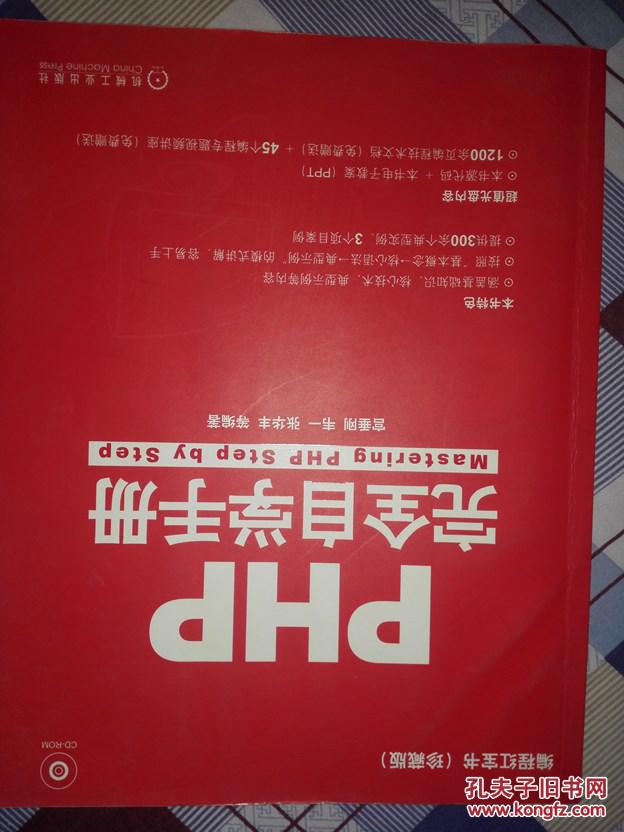 编程红宝书（珍藏版）
CD-ROM
PHP
完全自学手册
Mastering PHP Step by Step
宫垂刚 韦一 张华丰 等编著
本书特色
⊙ 涵盖基础知识、核心技术、典型示例等内容
⊙ 按照“基本概念→核心语法→典型示例”的模式讲解，容易上手
⊙ 提供300余个典型实例、3个项目案例
超值光盘内容
⊙ 本书源代码 + 本书电子教案（PPT）
⊙ 1200余页编程技术文档（免费赠送） + 45个编程专题视频讲座（免费赠送）
机械工业出版社
China Machine Press
孔夫子旧书网
www.kongfz.com